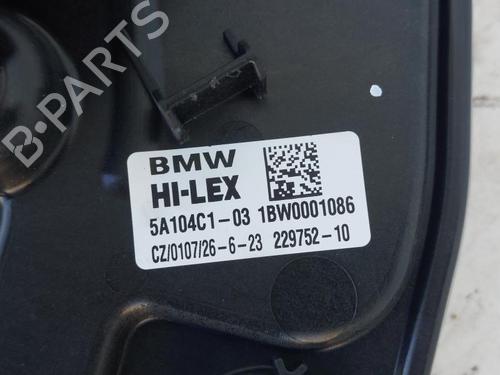 B-PARTS
BMW
HI-LEX
5A104C1-03 1BW0001086
CZ/0107/26-6-23 229752-10